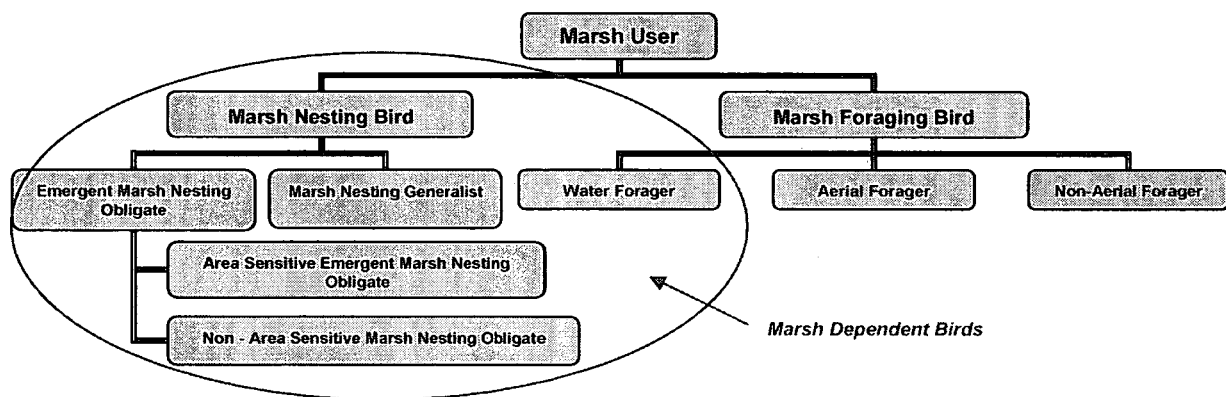 Marsh User
Marsh Nesting Bird
Marsh Foraging Bird
Emergent Marsh Nesting
Obligate
Marsh Nesting Generalist
Water Forager
Aerial Forager
Non-Aerial Forager
Area Sensitive Emergent Marsh Nesting
Obligate
Non - Area Sensitive Marsh Nesting Obligate
Marsh Dependent Birds